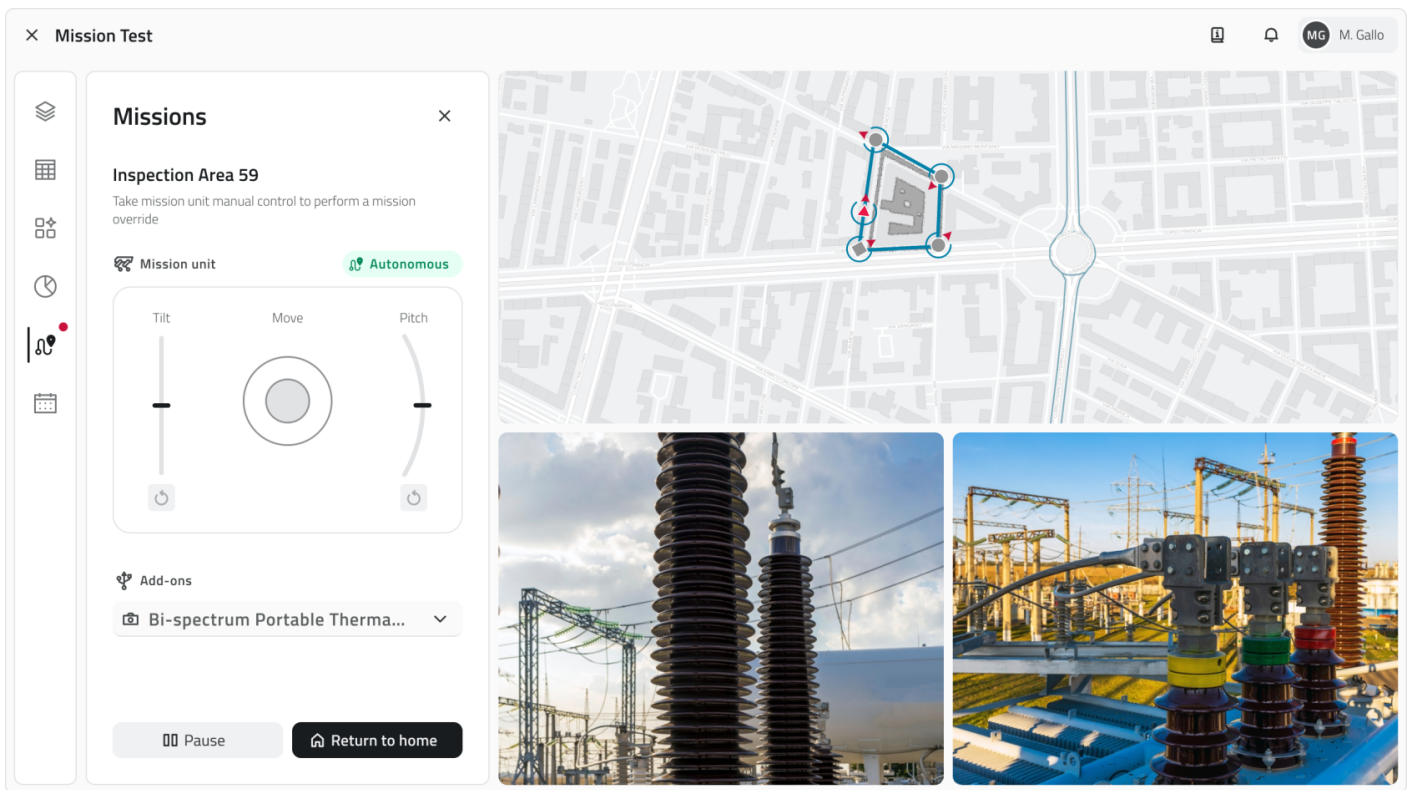 Mission Test
MG
M. Gallo
Missions
Inspection Area 59
Take mission unit manual control to perform a mission
override
Mission unit
Autonomous
Tilt
Move
Pitch
Add-ons
Bi-spectrum Portable Therma...
Pause
Return to home